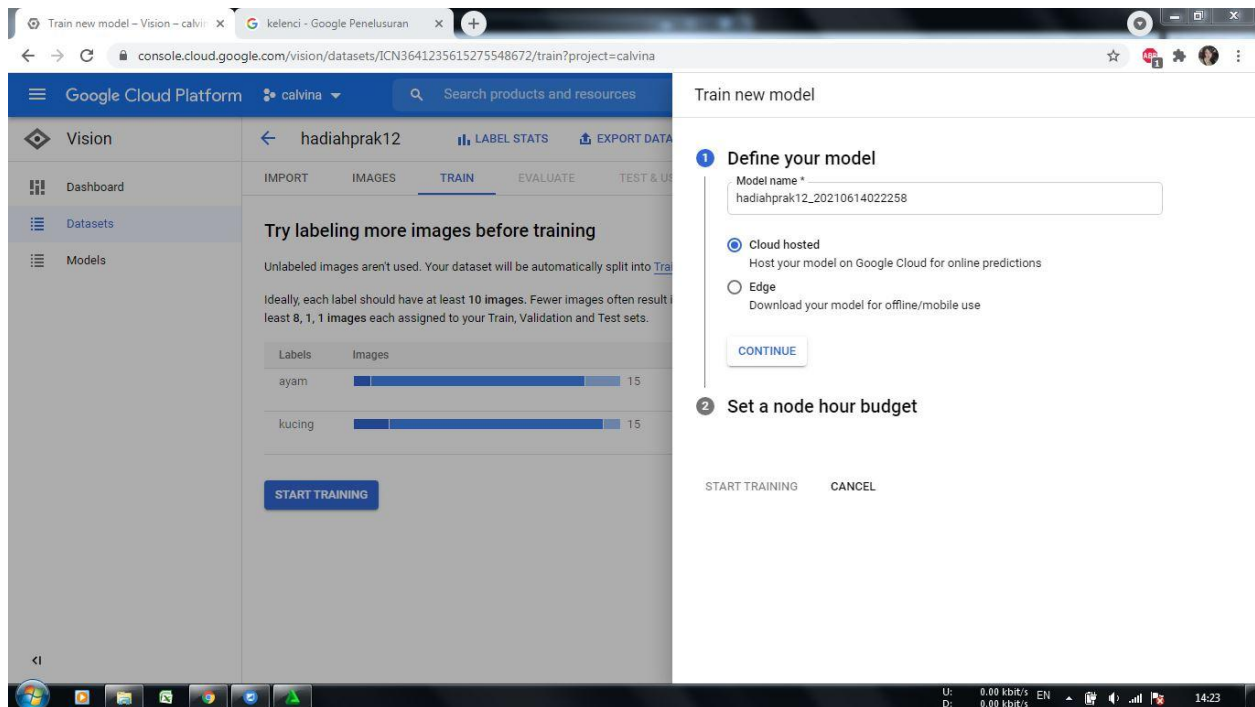 Train new model – Vision – calvin
kelenci - Google Penelusuran
console.cloud.google.com/vision/datasets/ICN3641235615275548672/train?project=calvina
Google Cloud Platform
calvina
Search products and resources
Vision
Dashboard
Datasets
Models
hadiahprak12
LABEL STATS
EXPORT DATA
IMPORT
IMAGES
TRAIN
EVALUATE
TEST & US
Try labeling more images before training
Unlabeled images aren't used. Your dataset will be automatically split into Trai
Ideally, each label should have at least 10 images. Fewer images often result i
least 8, 1, 1 images each assigned to your Train, Validation and Test sets.
Labels Images
ayam 15
kucing 15
START TRAINING
Train new model
1 Define your model
Model name *
hadiahprak12_20210614022258
Cloud hosted
Host your model on Google Cloud for online predictions
Edge
Download your model for offline/mobile use
CONTINUE
2 Set a node hour budget
START TRAINING
CANCEL
U: 0.00 kbit/s
D: 0.00 kbit/s
EN
14:23